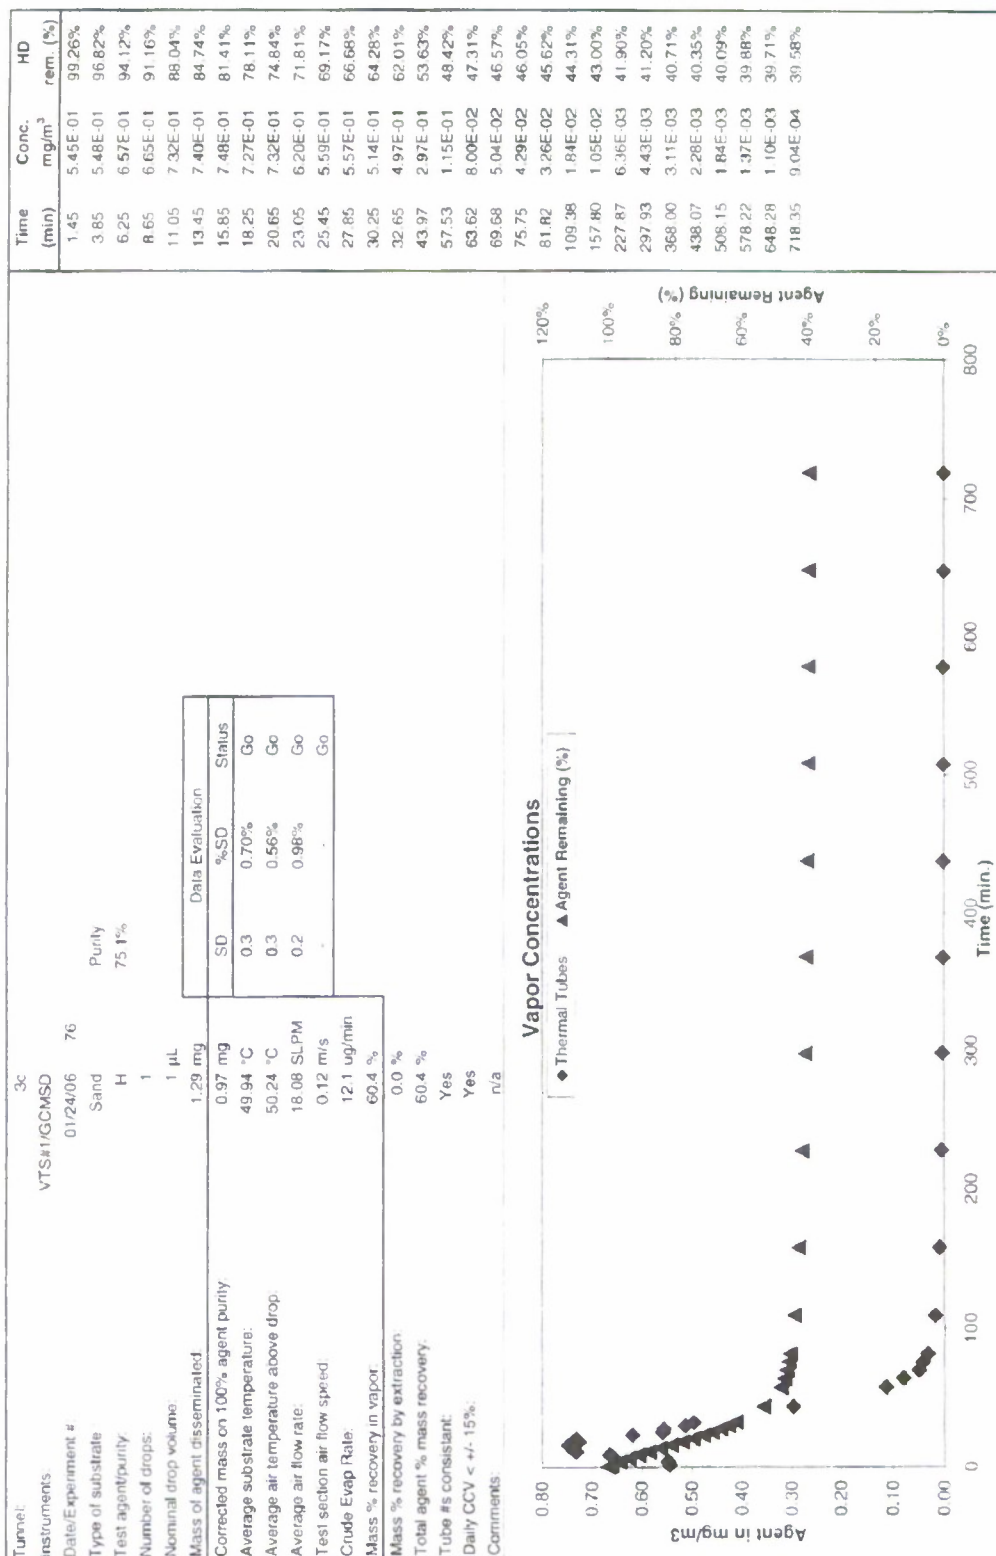 Tunnel: 3c
Instruments: VTS#1/GCMSD
Date/Experiment # 01/24/06 76
Type of substrate Sand Purity
Test agent/purity: H 75.1%
Number of drops: 1
Nominal drop volume: 1 µL
Mass of agent disseminated: 1.29 mg Data Evaluation
Corrected mass on 100% agent purity: 0.97 mg SD %SD Status
Average substrate temperature: 49.94 °C 0.3 0.70% Go
Average air temperature above drop: 50.24 °C 0.3 0.56% Go
Average air flow rate: 18.08 SLPM 0.2 0.98% Go
Test section air flow speed: 0.12 m/s - - Go
Crude Evap Rate: 12.1 ug/min
Mass % recovery in vapor: 60.4 %
Mass % recovery by extraction: 0.0 %
Total agent % mass recovery: 60.4 %
Tube #s consistant: Yes
Daily CCV < +/- 15%: Yes
Comments: n/a
Time Conc. HD
(min) mg/m³ rem. (%)
1.45 5.45E-01 99.26%
3.85 5.48E-01 96.82%
6.25 6.57E-01 94.12%
8.65 6.65E-01 91.16%
11.05 7.32E-01 88.04%
13.45 7.40E-01 84.74%
15.85 7.48E-01 81.41%
18.25 7.27E-01 78.11%
20.65 7.32E-01 74.84%
23.05 6.20E-01 71.81%
25.45 5.59E-01 69.17%
27.85 5.57E-01 66.68%
30.25 5.14E-01 64.28%
32.65 4.97E-01 62.01%
43.97 2.97E-01 53.63%
57.53 1.15E-01 48.42%
63.62 8.00E-02 47.31%
69.68 5.04E-02 46.57%
75.75 4.29E-02 46.05%
81.82 3.26E-02 45.62%
109.38 1.84E-02 44.31%
157.80 1.05E-02 43.00%
227.87 6.36E-03 41.90%
297.93 4.43E-03 41.20%
368.00 3.11E-03 40.71%
438.07 2.28E-03 40.35%
508.15 1.84E-03 40.09%
578.22 1.37E-03 39.88%
648.28 1.10E-03 39.71%
718.35 9.04E-04 39.58%
Vapor Concentrations
◆ Thermal Tubes ▲ Agent Remaining (%)
Agent in mg/m3
0.80
0.70
0.60
0.50
0.40
0.30
0.20
0.10
0.00
Agent Remaining (%)
120%
100%
80%
60%
40%
20%
0%
0 100 200 300 400 500 600 700 800
Time (min.)